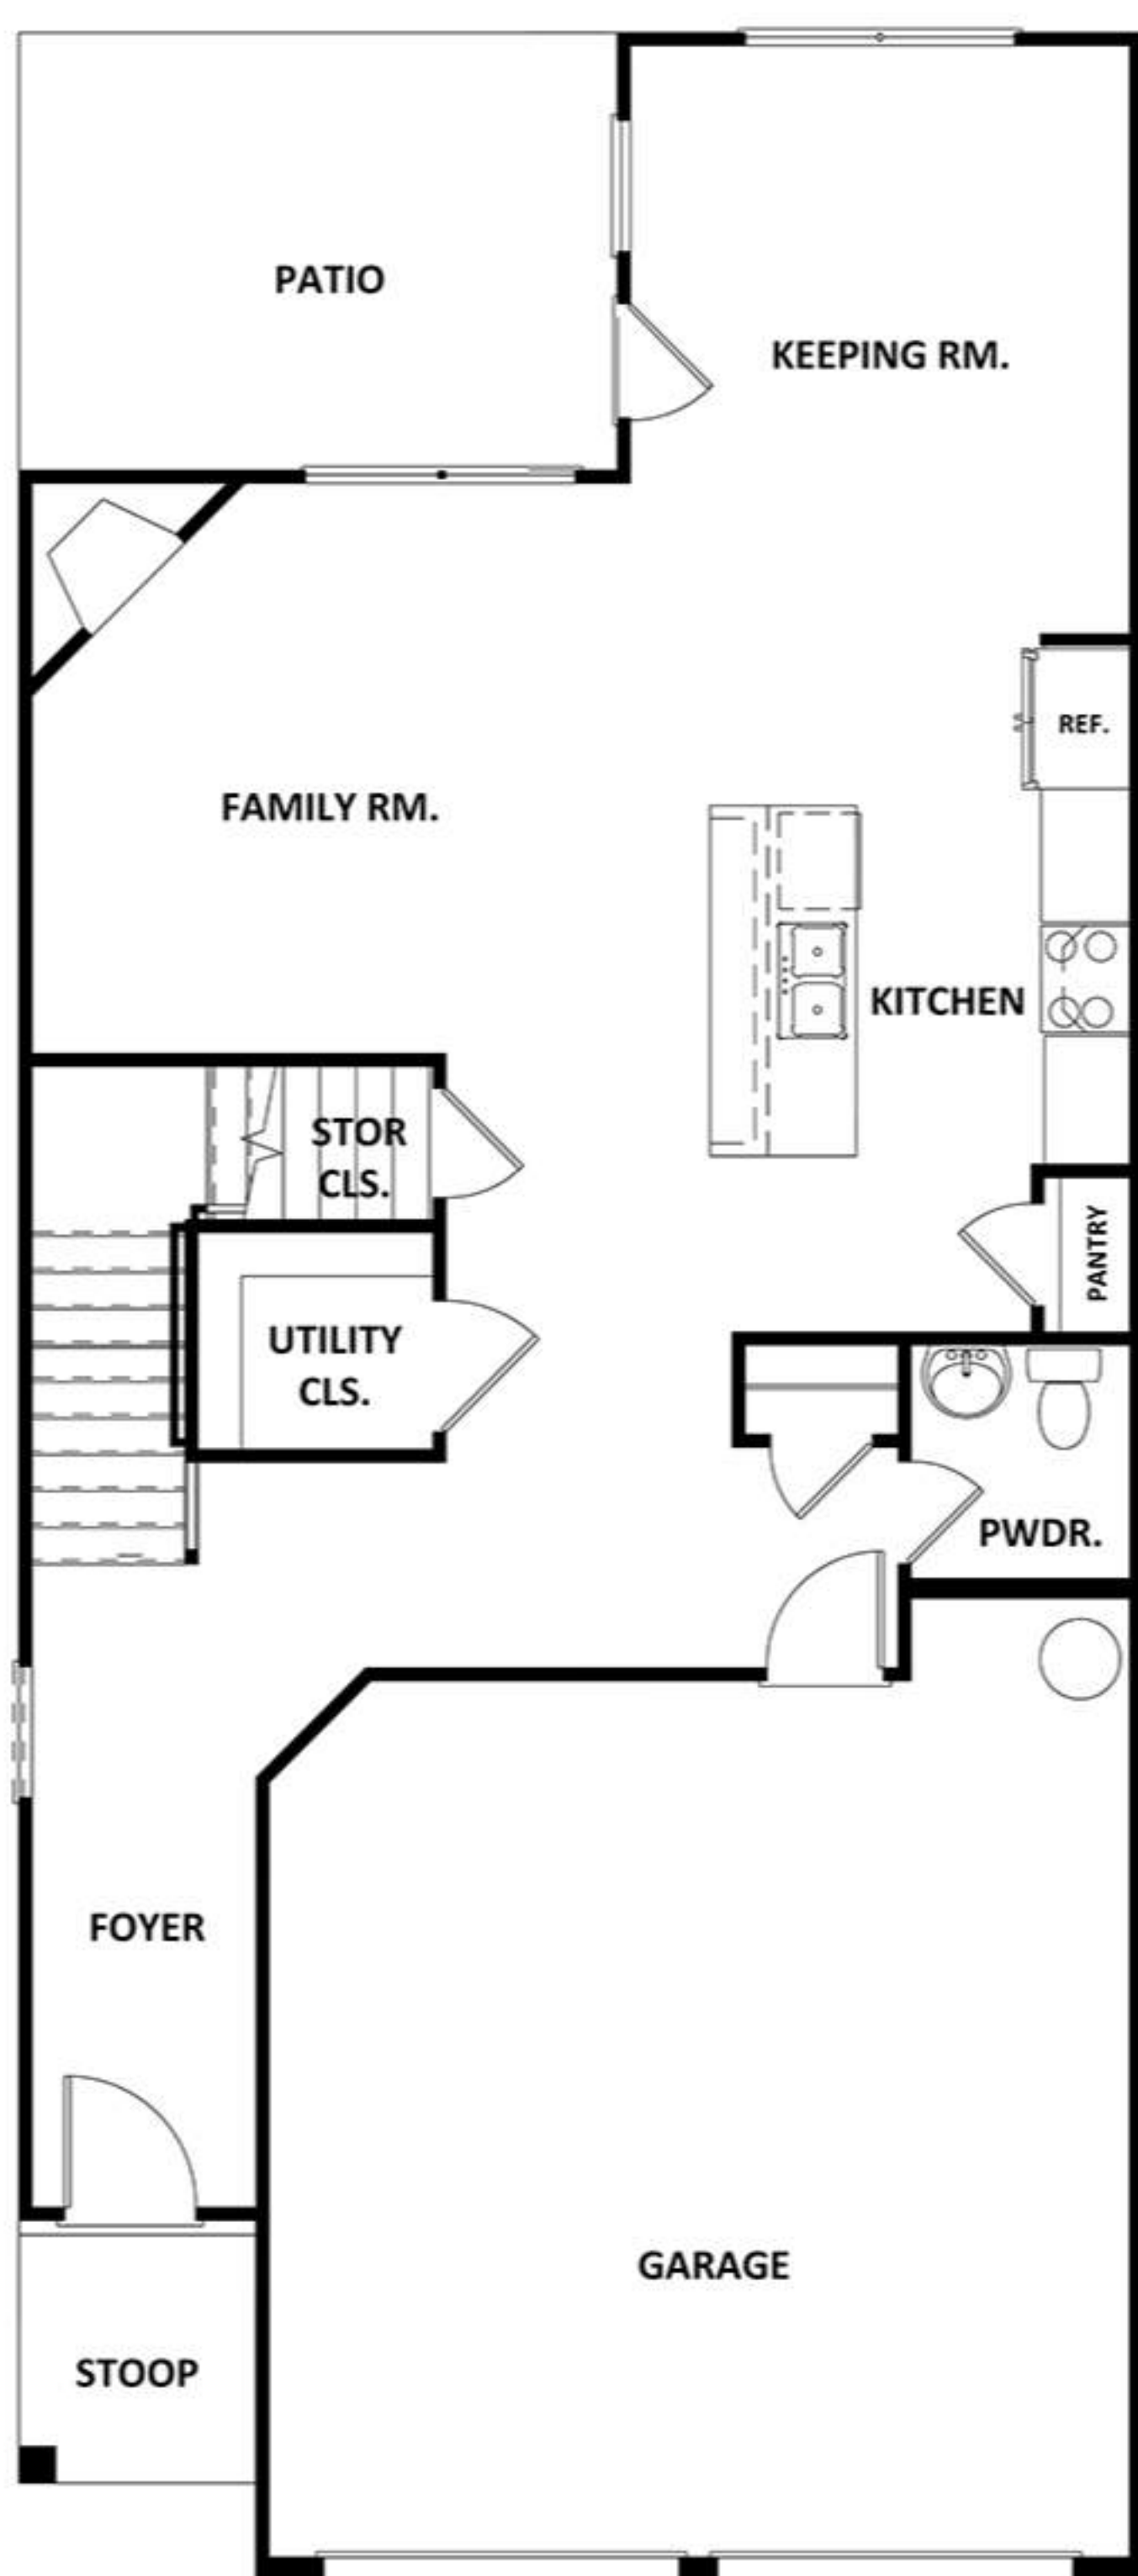 PATIO
KEEPING RM.
REF.
FAMILY RM.
KITCHEN
STOR
CLS.
PANTRY
UTILITY
CLS.
PWDR.
FOYER
GARAGE
STOOP